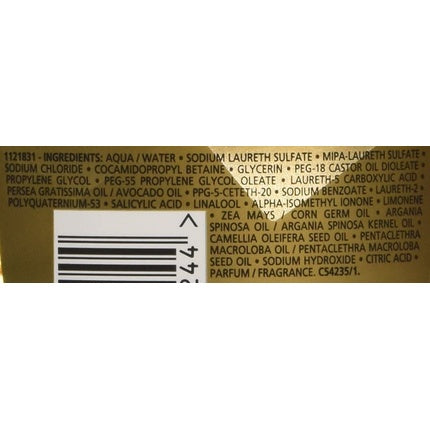 1121831 - INGREDIENTS: AQUA / WATER • SODIUM LAURETH SULFATE • MIPA-LAURETH SULFATE •
SODIUM CHLORIDE • COCAMIDOPROPYL BETAINE • GLYCERIN • PEG-18 CASTOR OIL DIOLEATE •
PROPYLENE GLYCOL • PEG-55 PROPYLENE GLYCOL OLEATE • LAURETH-5 CARBOXYLIC ACID •
PERSEA GRATISSIMA OIL / AVOCADO OIL • PPG-5-CETETH-20 • SODIUM BENZOATE • LAURETH-2 •
POLYQUATERNIUM-53 • SALICYLIC ACID • LINALOOL • ALPHA-ISOMETHYL IONONE • LIMONENE
• ZEA MAYS / CORN GERM OIL • ARGANIA
SPINOSA OIL / ARGANIA SPINOSA KERNEL OIL •
CAMELLIA OLEIFERA SEED OIL • PENTACLETHRA
MACROLOBA OIL / PENTACLETHRA MACROLOBA
SEED OIL • SODIUM HYDROXIDE • CITRIC ACID •
PARFUM / FRAGRANCE. C54235/1.
44 >